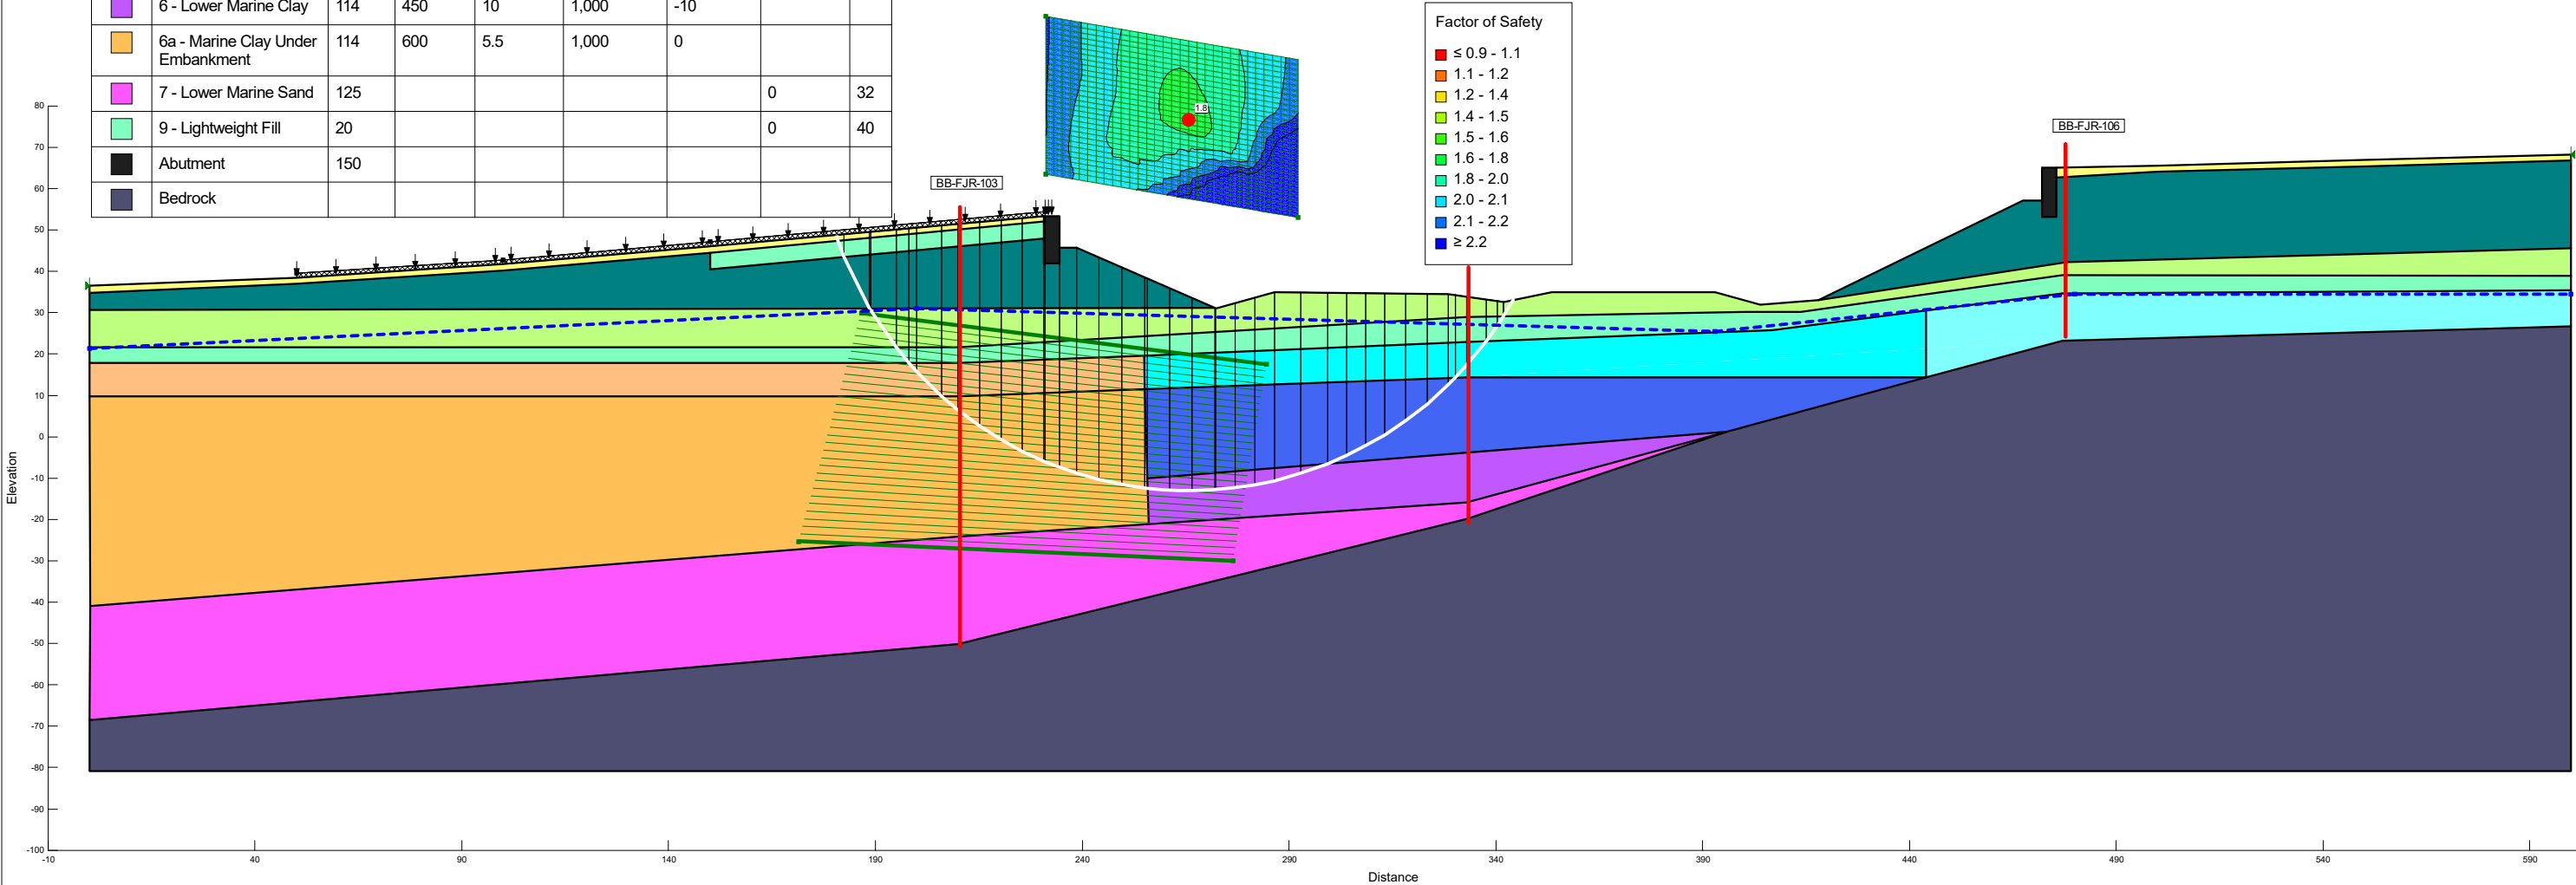 6 - Lower Marine Clay 114 450 10 1,000 -10
6a - Marine Clay Under 114 600 5.5 1,000 0
Embankment
7 - Lower Marine Sand 125 0 32
9 - Lightweight Fill 20 0 40
Abutment 150
Bedrock
1.8
Factor of Safety
≤ 0.9 - 1.1
1.1 - 1.2
1.2 - 1.4
1.4 - 1.5
1.5 - 1.6
1.6 - 1.8
1.8 - 2.0
2.0 - 2.1
2.1 - 2.2
≥ 2.2
BB-FJR-103
BB-FJR-106
Elevation
80
70
60
50
40
30
20
10
0
-10
-20
-30
-40
-50
-60
-70
-80
-90
-100
-10 40 90 140 190 240 290 340 390 440 490 540 590
Distance